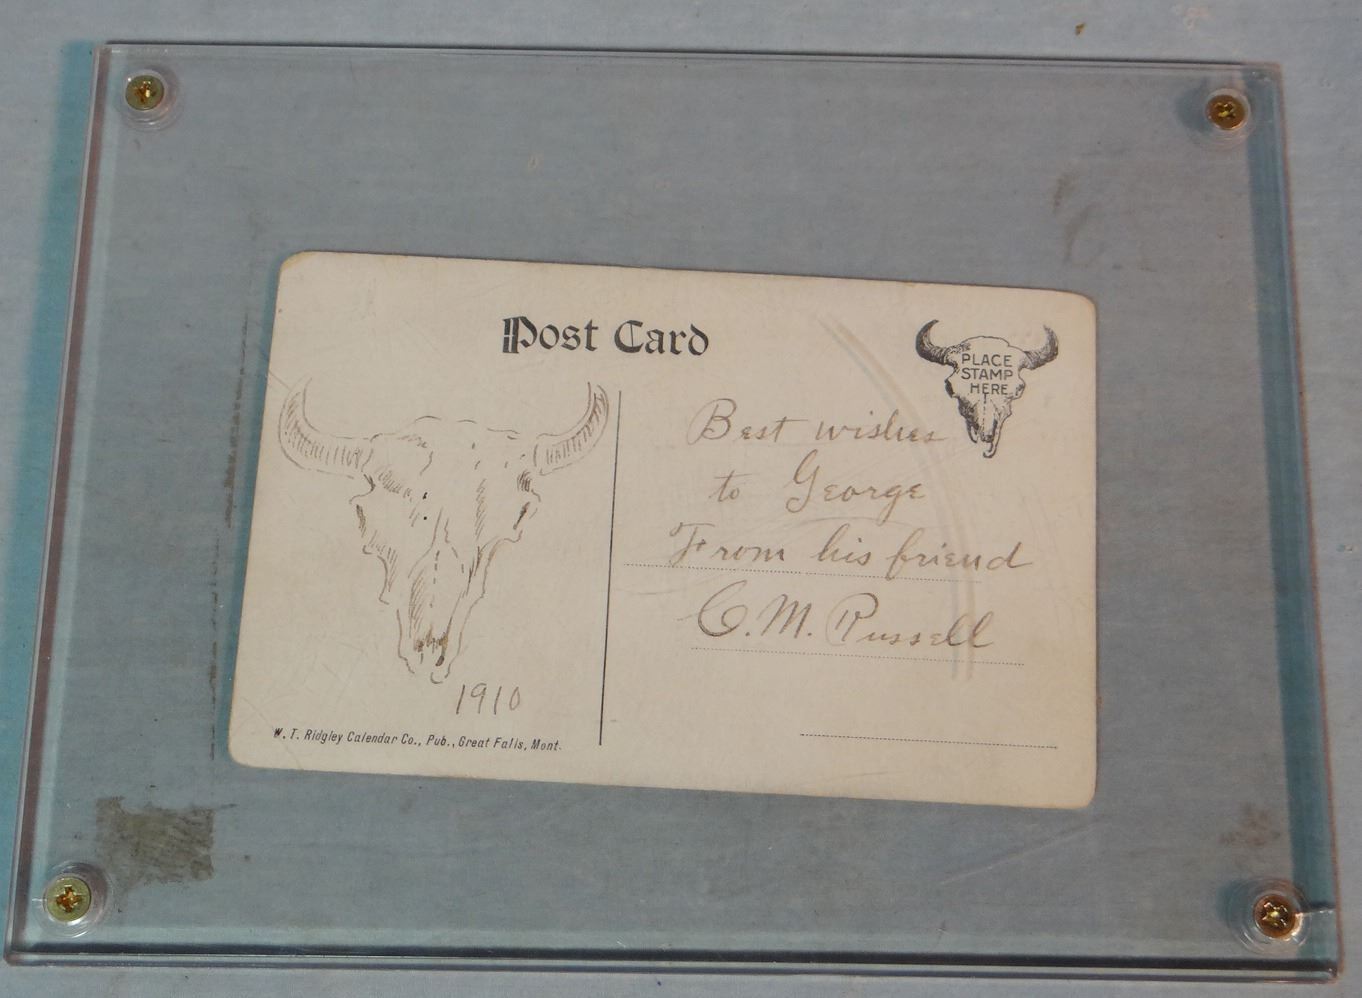 Post Card
PLACE
STAMP
HERE
Best wishes
to George
From his friend
C. M. Russell
1910
W. T. Ridgley Calendar Co., Pub., Great Falls, Mont.